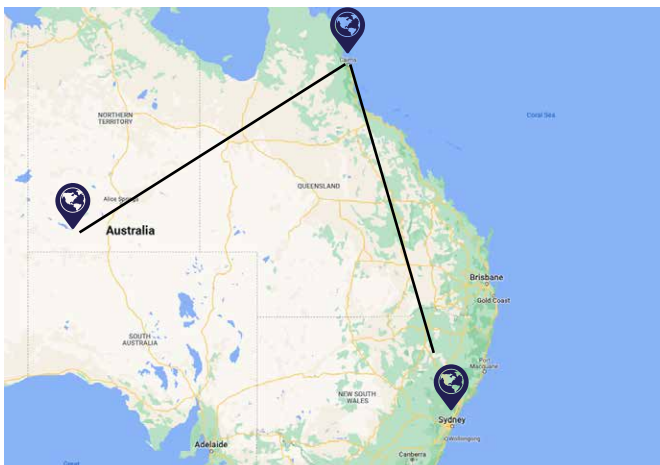 Cairns
Coral Sea
NORTHERN
TERRITORY
QUEENSLAND
Alice Springs
Australia
Brisbane
Gold Coast
SOUTH
AUSTRALIA
Port
Macquarie
NEW SOUTH
WALES
Sydney
Wollongong
Adelaide
Canberra